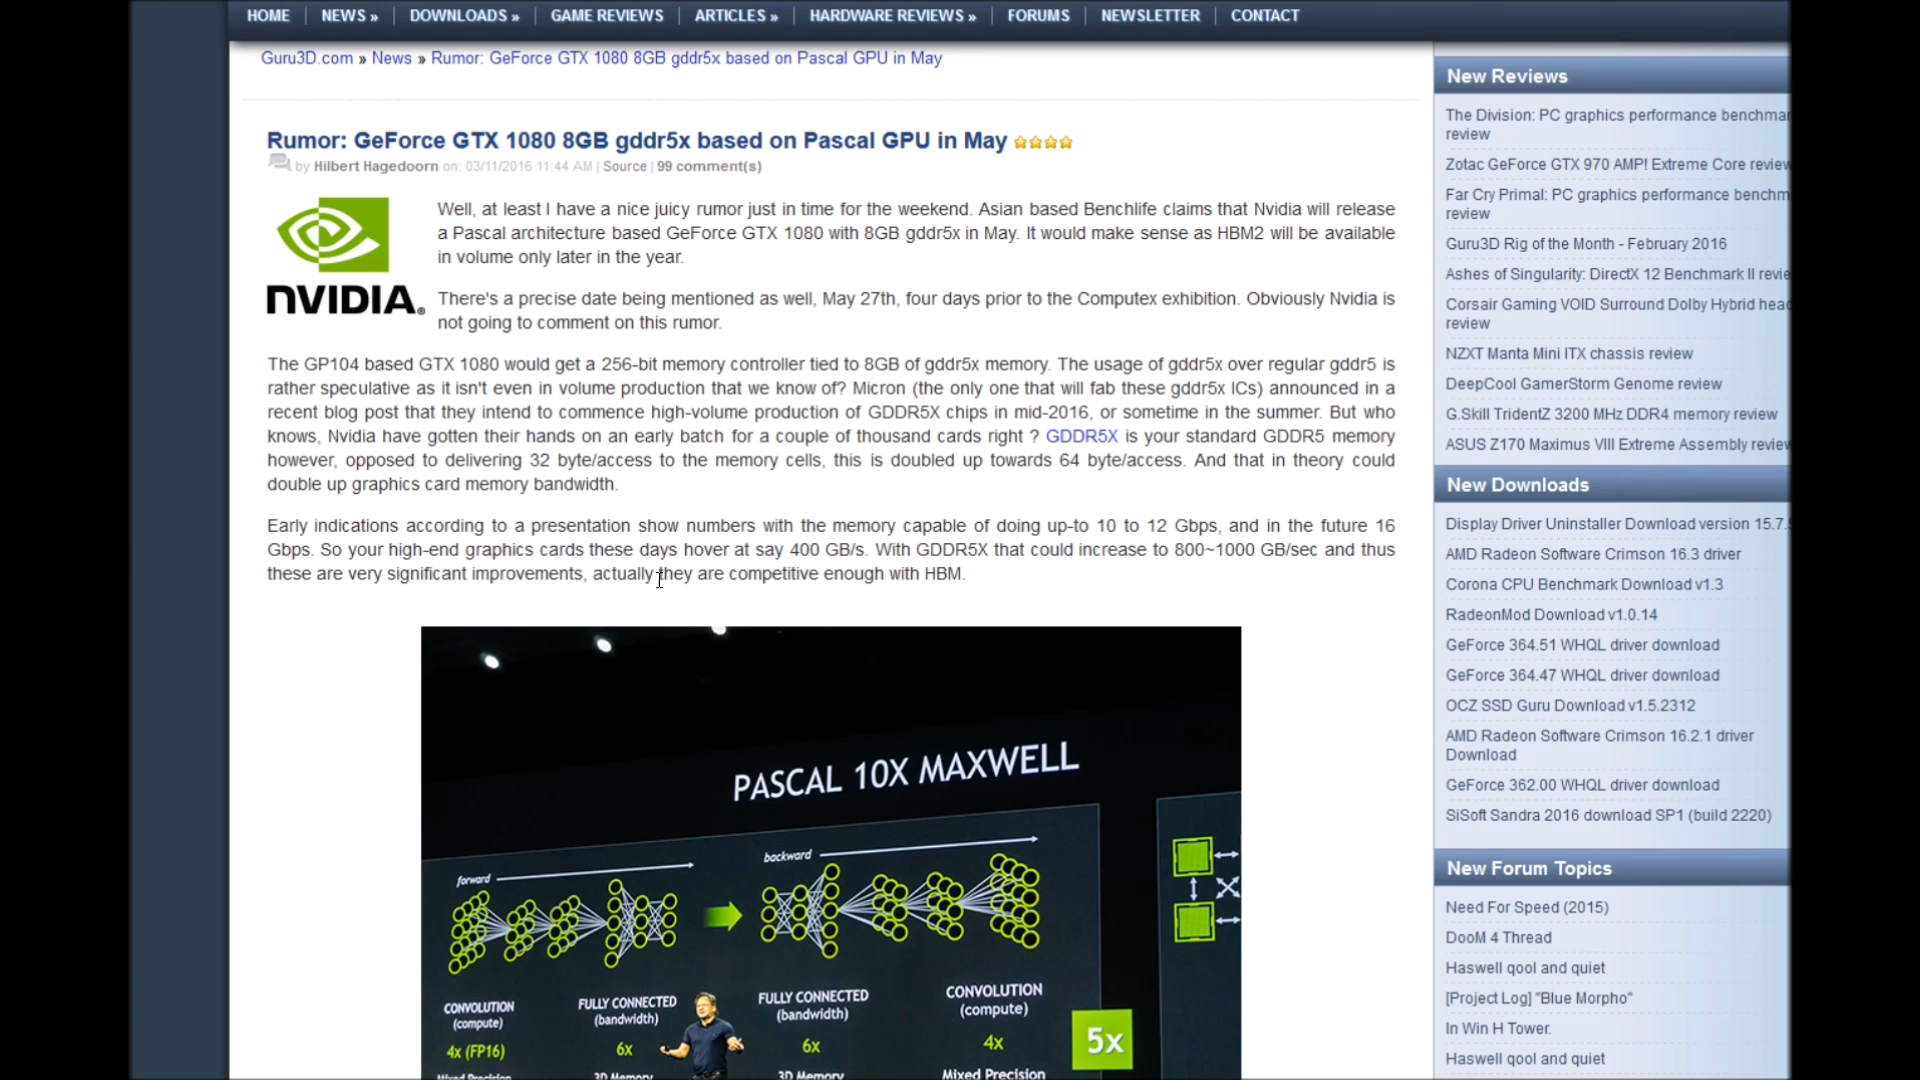 HOME NEWS » DOWNLOADS » GAME REVIEWS ARTICLES » HARDWARE REVIEWS » FORUMS NEWSLETTER CONTACT
Guru3D.com » News » Rumor: GeForce GTX 1080 8GB gddr5x based on Pascal GPU in May
Rumor: GeForce GTX 1080 8GB gddr5x based on Pascal GPU in May
by Hilbert Hagedoorn on: 03/11/2016 11:44 AM | Source | 99 comment(s)
NVIDIA.
Well, at least I have a nice juicy rumor just in time for the weekend. Asian based Benchlife claims that Nvidia will release
a Pascal architecture based GeForce GTX 1080 with 8GB gddr5x in May. It would make sense as HBM2 will be available
in volume only later in the year.
There's a precise date being mentioned as well, May 27th, four days prior to the Computex exhibition. Obviously Nvidia is
not going to comment on this rumor.
The GP104 based GTX 1080 would get a 256-bit memory controller tied to 8GB of gddr5x memory. The usage of gddr5x over regular gddr5 is
rather speculative as it isn't even in volume production that we know of? Micron (the only one that will fab these gddr5x ICs) announced in a
recent blog post that they intend to commence high-volume production of GDDR5X chips in mid-2016, or sometime in the summer. But who
knows, Nvidia have gotten their hands on an early batch for a couple of thousand cards right ? GDDR5X is your standard GDDR5 memory
however, opposed to delivering 32 byte/access to the memory cells, this is doubled up towards 64 byte/access. And that in theory could
double up graphics card memory bandwidth.
Early indications according to a presentation show numbers with the memory capable of doing up-to 10 to 12 Gbps, and in the future 16
Gbps. So your high-end graphics cards these days hover at say 400 GB/s. With GDDR5X that could increase to 800~1000 GB/sec and thus
these are very significant improvements, actually they are competitive enough with HBM.
PASCAL 10X MAXWELL
forward
backward
CONVOLUTION
(compute)
4x (FP16)
Mixed Precision
FULLY CONNECTED
(bandwidth)
6x
3D Memory
FULLY CONNECTED
(bandwidth)
6x
3D Memory
CONVOLUTION
(compute)
4x
Mixed Precision
5x
New Reviews
The Division: PC graphics performance benchmar
review
Zotac GeForce GTX 970 AMP! Extreme Core review
Far Cry Primal: PC graphics performance benchm
review
Guru3D Rig of the Month - February 2016
Ashes of Singularity: DirectX 12 Benchmark II revie
Corsair Gaming VOID Surround Dolby Hybrid head
review
NZXT Manta Mini ITX chassis review
DeepCool GamerStorm Genome review
G.Skill TridentZ 3200 MHz DDR4 memory review
ASUS Z170 Maximus VIII Extreme Assembly review
New Downloads
Display Driver Uninstaller Download version 15.7.
AMD Radeon Software Crimson 16.3 driver
Corona CPU Benchmark Download v1.3
RadeonMod Download v1.0.14
GeForce 364.51 WHQL driver download
GeForce 364.47 WHQL driver download
OCZ SSD Guru Download v1.5.2312
AMD Radeon Software Crimson 16.2.1 driver
Download
GeForce 362.00 WHQL driver download
SiSoft Sandra 2016 download SP1 (build 2220)
New Forum Topics
Need For Speed (2015)
DooM 4 Thread
Haswell qool and quiet
[Project Log] "Blue Morpho"
In Win H Tower.
Haswell qool and quiet